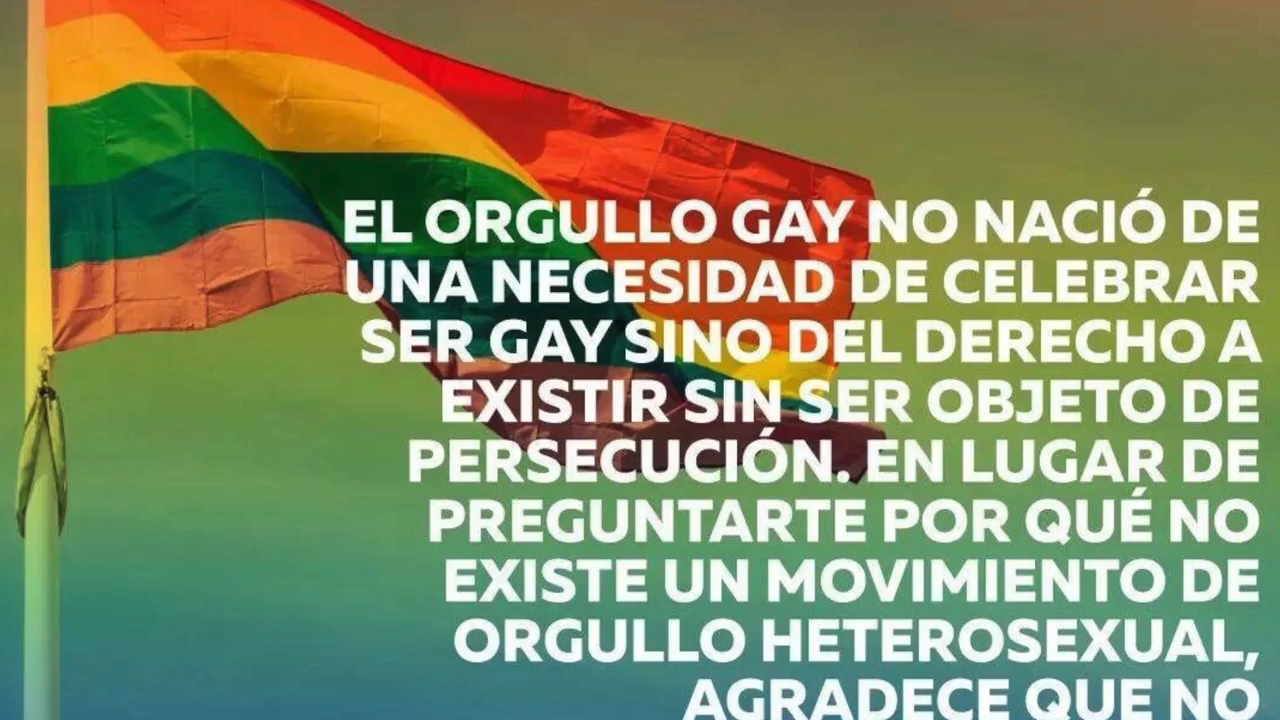 EL ORGULLO GAY NO NACIÓ DE
UNA NECESIDAD DE CELEBRAR
SER GAY SINO DEL DERECHO A
EXISTIR SIN SER OBJETO DE
PERSECUCIÓN. EN LUGAR DE
PREGUNTARTE POR QUÉ NO
EXISTE UN MOVIMIENTO DE
ORGULLO HETEROSEXUAL,
AGRADECE QUE NO